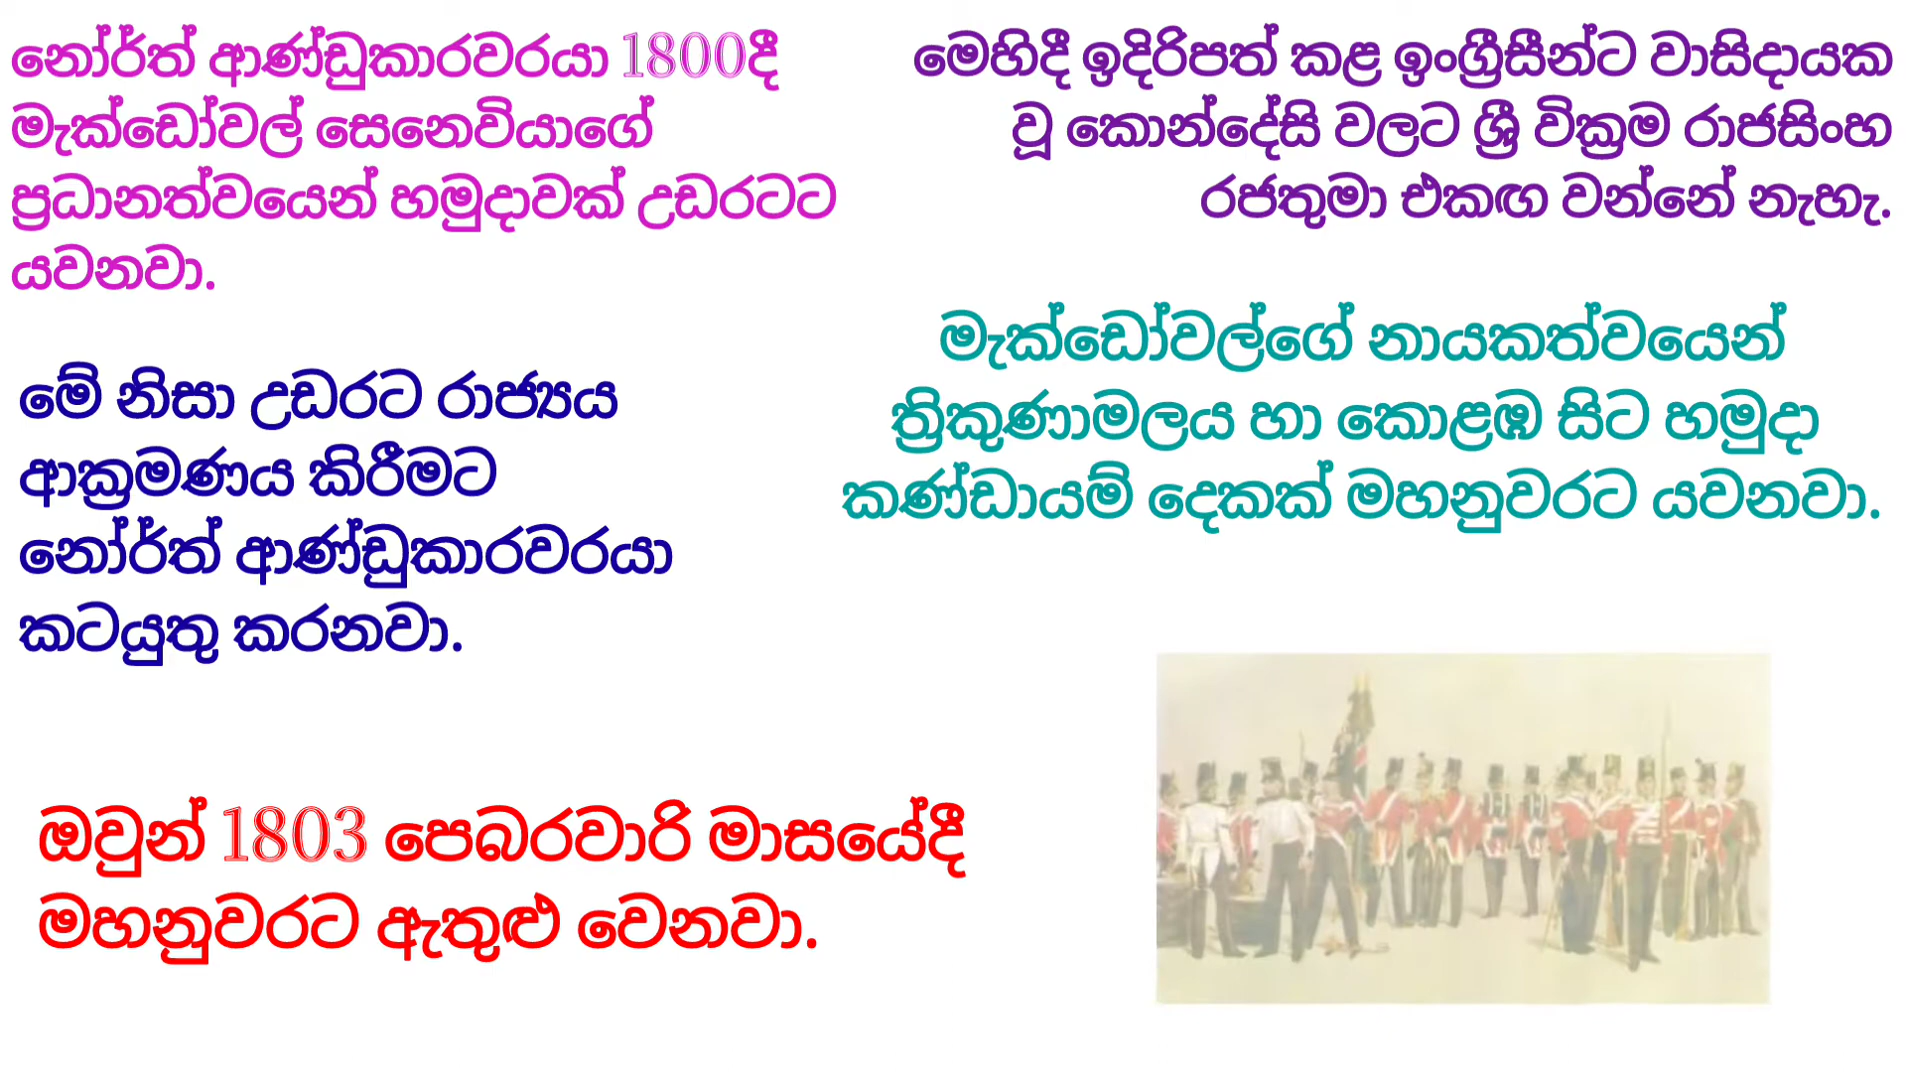 නෝර්ත් ආණ්ඩුකාරවරයා 1800දී
මැක්ඩෝවල් සෙනෙවියාගේ
ප්‍රධානත්වයෙන් හමුදාවක් උඩරටට
යවනවා.
මෙහිදී ඉදිරිපත් කළ ඉංග්‍රීසීන්ට වාසිදායක
වූ කොන්දේසි වලට ශ්‍රී වික්‍රම රාජසිංහ
රජතුමා එකඟ වන්නේ නැහැ.
මේ නිසා උඩරට රාජ්‍යය
ආක්‍රමණය කිරීමට
නෝර්ත් ආණ්ඩුකාරවරයා
කටයුතු කරනවා.
මැක්ඩෝවල්ගේ නායකත්වයෙන්
ත්‍රිකුණාමලය හා කොළඹ සිට හමුදා
කණ්ඩායම් දෙකක් මහනුවරට යවනවා.
ඔවුන් 1803 පෙබරවාරි මාසයේදී
මහනුවරට ඇතුළු වෙනවා.